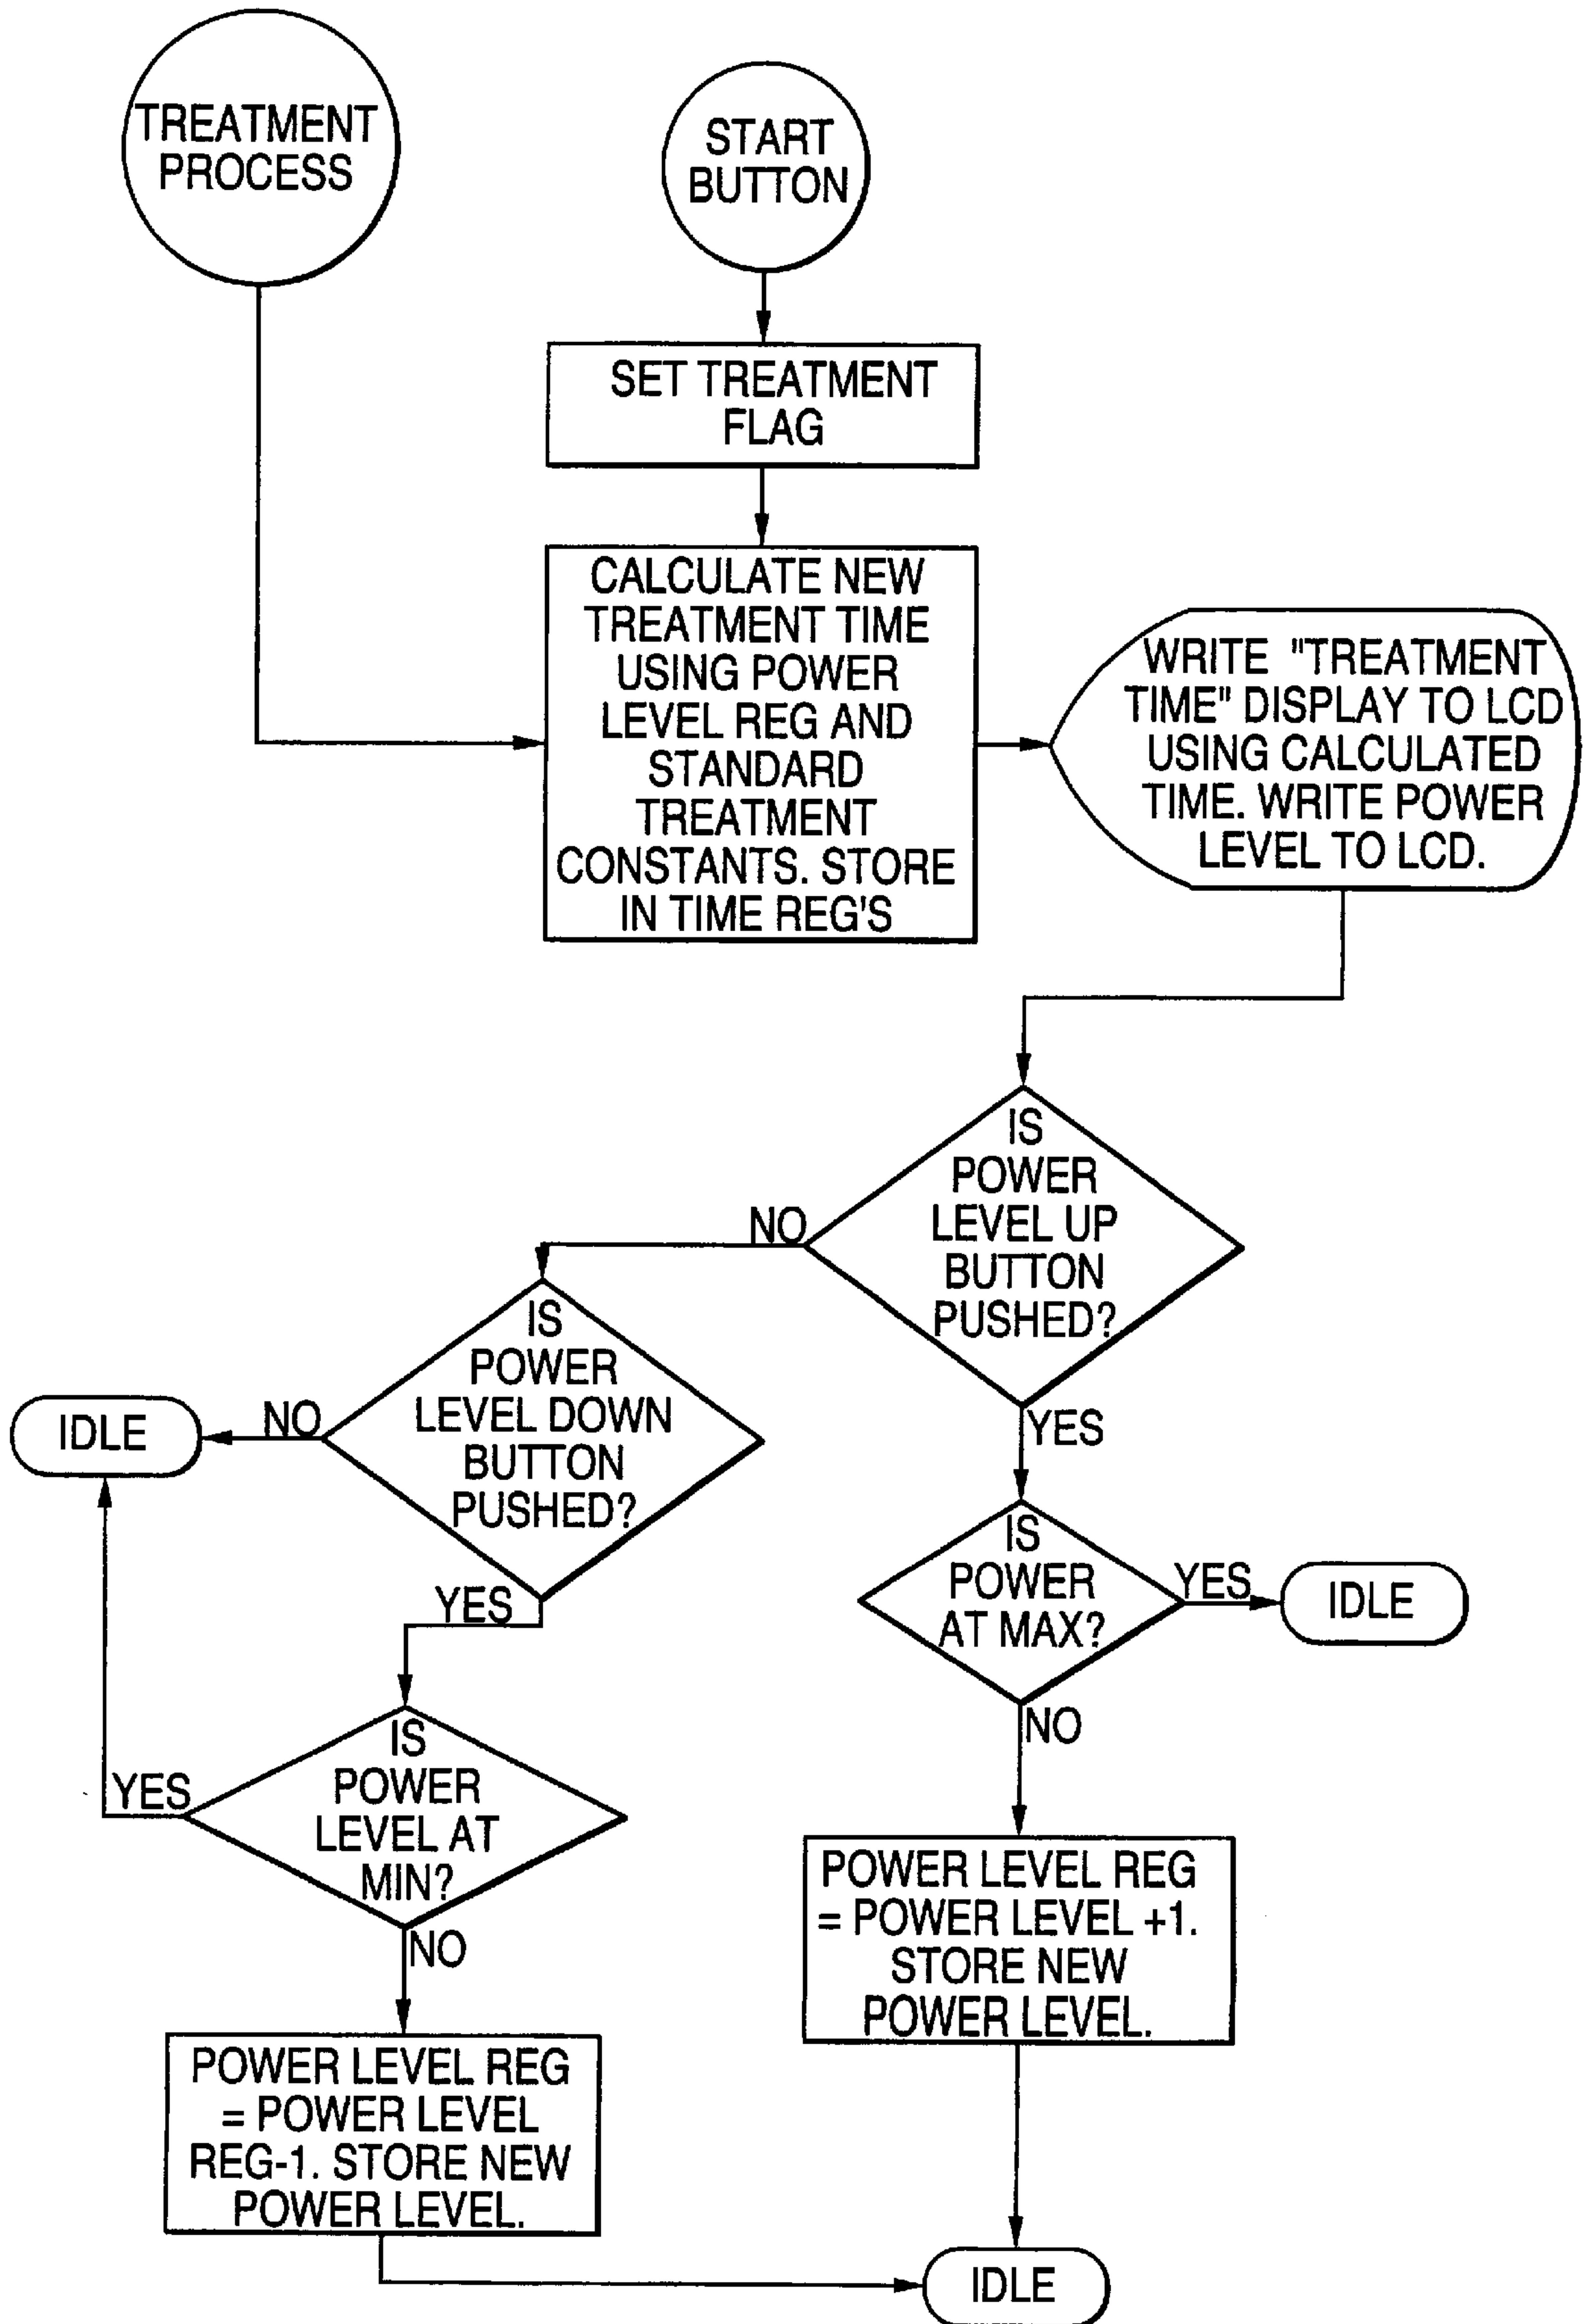 TREATMENT
PROCESS
START
BUTTON
SET TREATMENT
FLAG
CALCULATE NEW
TREATMENT TIME
USING POWER
LEVEL REG AND
STANDARD
TREATMENT
CONSTANTS. STORE
IN TIME REG'S
WRITE "TREATMENT
TIME" DISPLAY TO LCD
USING CALCULATED
TIME. WRITE POWER
LEVEL TO LCD.
IS
POWER
LEVEL UP
BUTTON
PUSHED?
NO
YES
IS
POWER
LEVEL DOWN
BUTTON
PUSHED?
NO
IDLE
YES
IS
POWER
AT MAX?
YES
IDLE
NO
IS
POWER
LEVEL AT
MIN?
YES
NO
POWER LEVEL REG
= POWER LEVEL +1.
STORE NEW
POWER LEVEL.
POWER LEVEL REG
= POWER LEVEL
REG-1. STORE NEW
POWER LEVEL.
IDLE